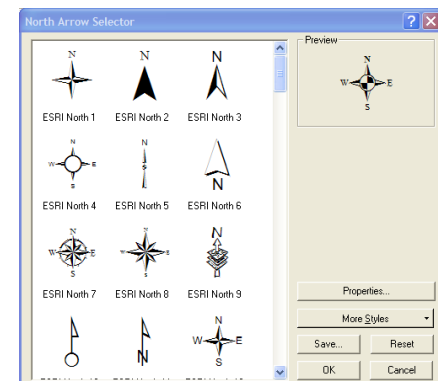 North Arrow Selector
Preview
N
W E
S
N N N
ESRI North 1 ESRI North 2 ESRI North 3
N N
W E S
S N
ESRI North 4 ESRI North 5 ESRI North 6
N N
W E
S
ESRI North 7 ESRI North 8 ESRI North 9
Properties...
More Styles
N
W E
N S
Save... Reset
OK Cancel